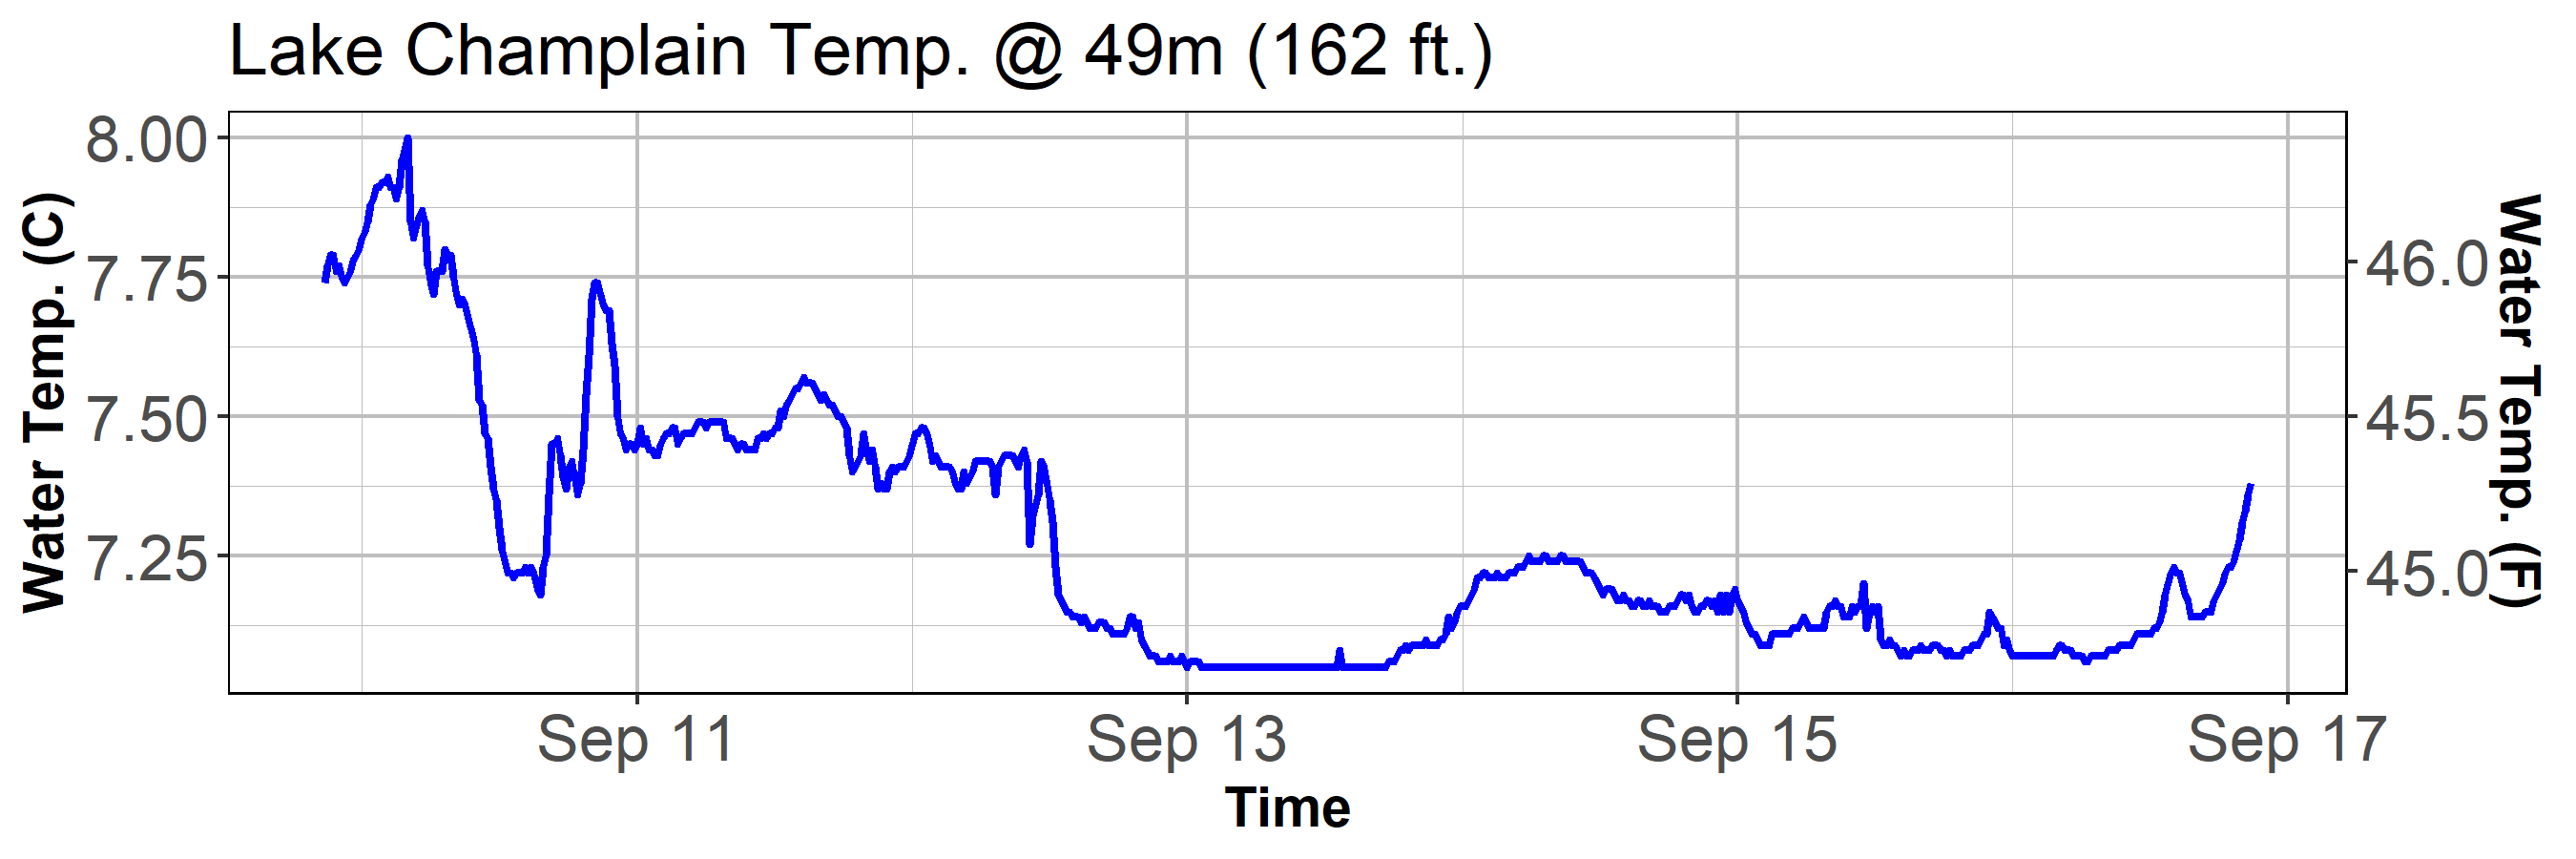 Lake Champlain Temp. @ 49m (162 ft.)
Water Temp. (C)
8.00
7.75
7.50
7.25
Water Temp. (F)
46.0
45.5
45.0
Sep 11 Sep 13 Sep 15 Sep 17
Time